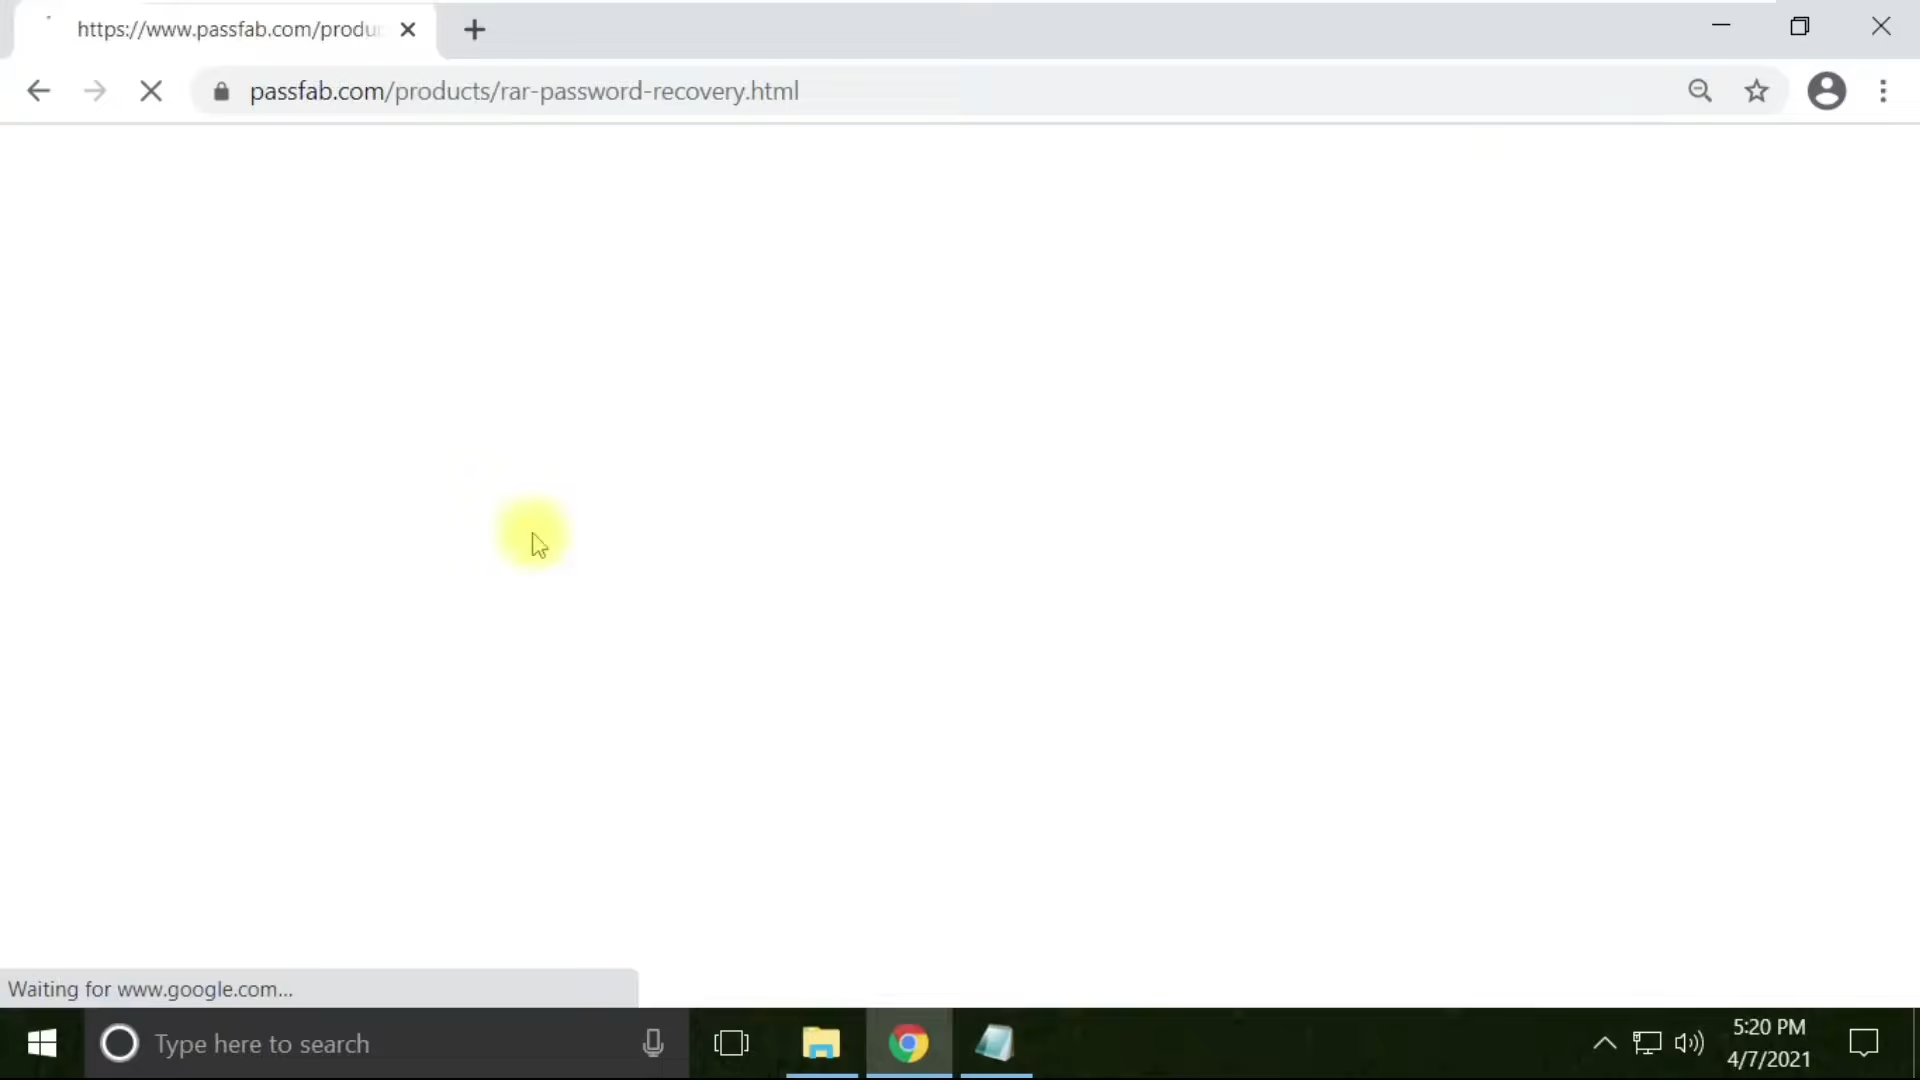 https://www.passfab.com/produ
passfab.com/products/rar-password-recovery.html
Waiting for www.google.com...
Type here to search
5:20 PM
4/7/2021